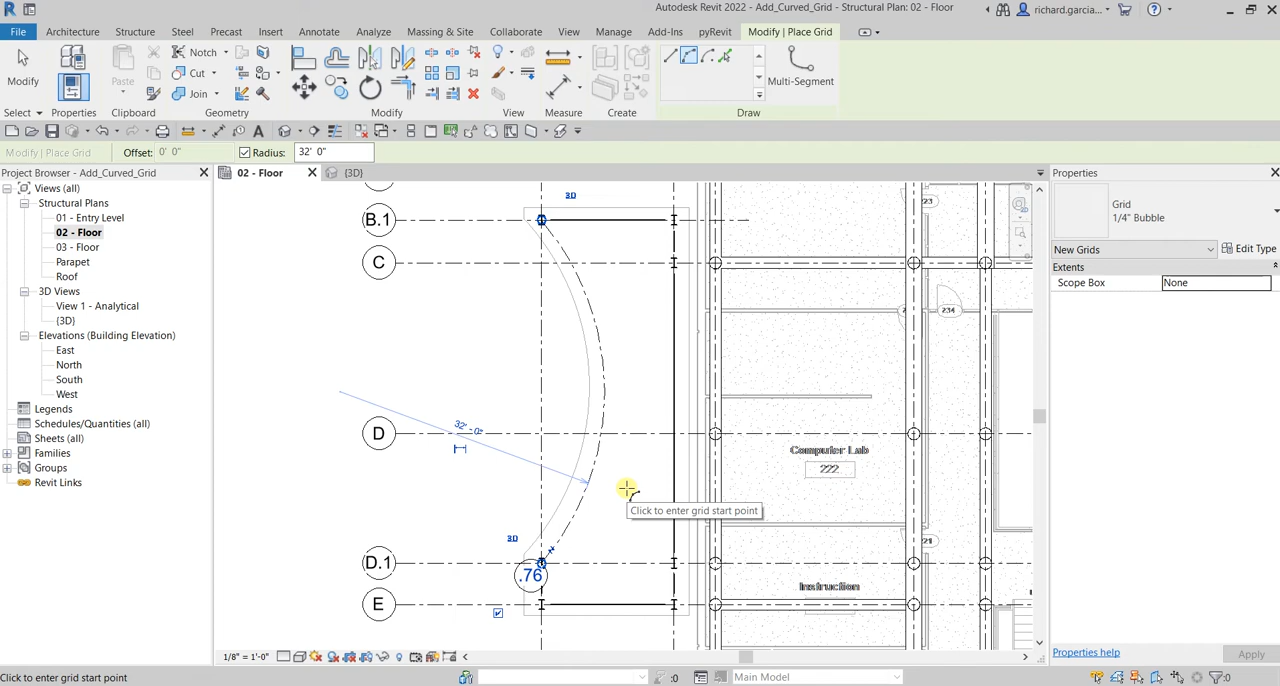 Autodesk Revit 2022 - Add_Curved_Grid - Structural Plan: 02 - Floor
richard.garcia...
File Architecture Structure Steel Precast Insert Annotate Analyze Massing & Site Collaborate View Manage Add-Ins pyRevit Modify | Place Grid
Modify
Paste
Notch
Cut
Join
Multi-Segment
Select Properties Clipboard Geometry Modify View Measure Create Draw
Modify | Place Grid Offset: 0' 0" Radius: 32' 0"
Project Browser - Add_Curved_Grid
02 - Floor
{3D}
Properties
Views (all)
Structural Plans
01 - Entry Level
02 - Floor
03 - Floor
Parapet
Roof
3D Views
View 1 - Analytical
{3D}
Elevations (Building Elevation)
East
North
South
West
Legends
Schedules/Quantities (all)
Sheets (all)
Families
Groups
Revit Links
3D
B.1
C
D
D.1
E
32' - 0"
3D
.76
23
234
Computer Lab
222
21
Instruction
Click to enter grid start point
Grid
1/4" Bubble
New Grids
Edit Type
Extents
Scope Box
None
Properties help
Apply
1/8" = 1'-0"
Click to enter grid start point
:0
Main Model
:0